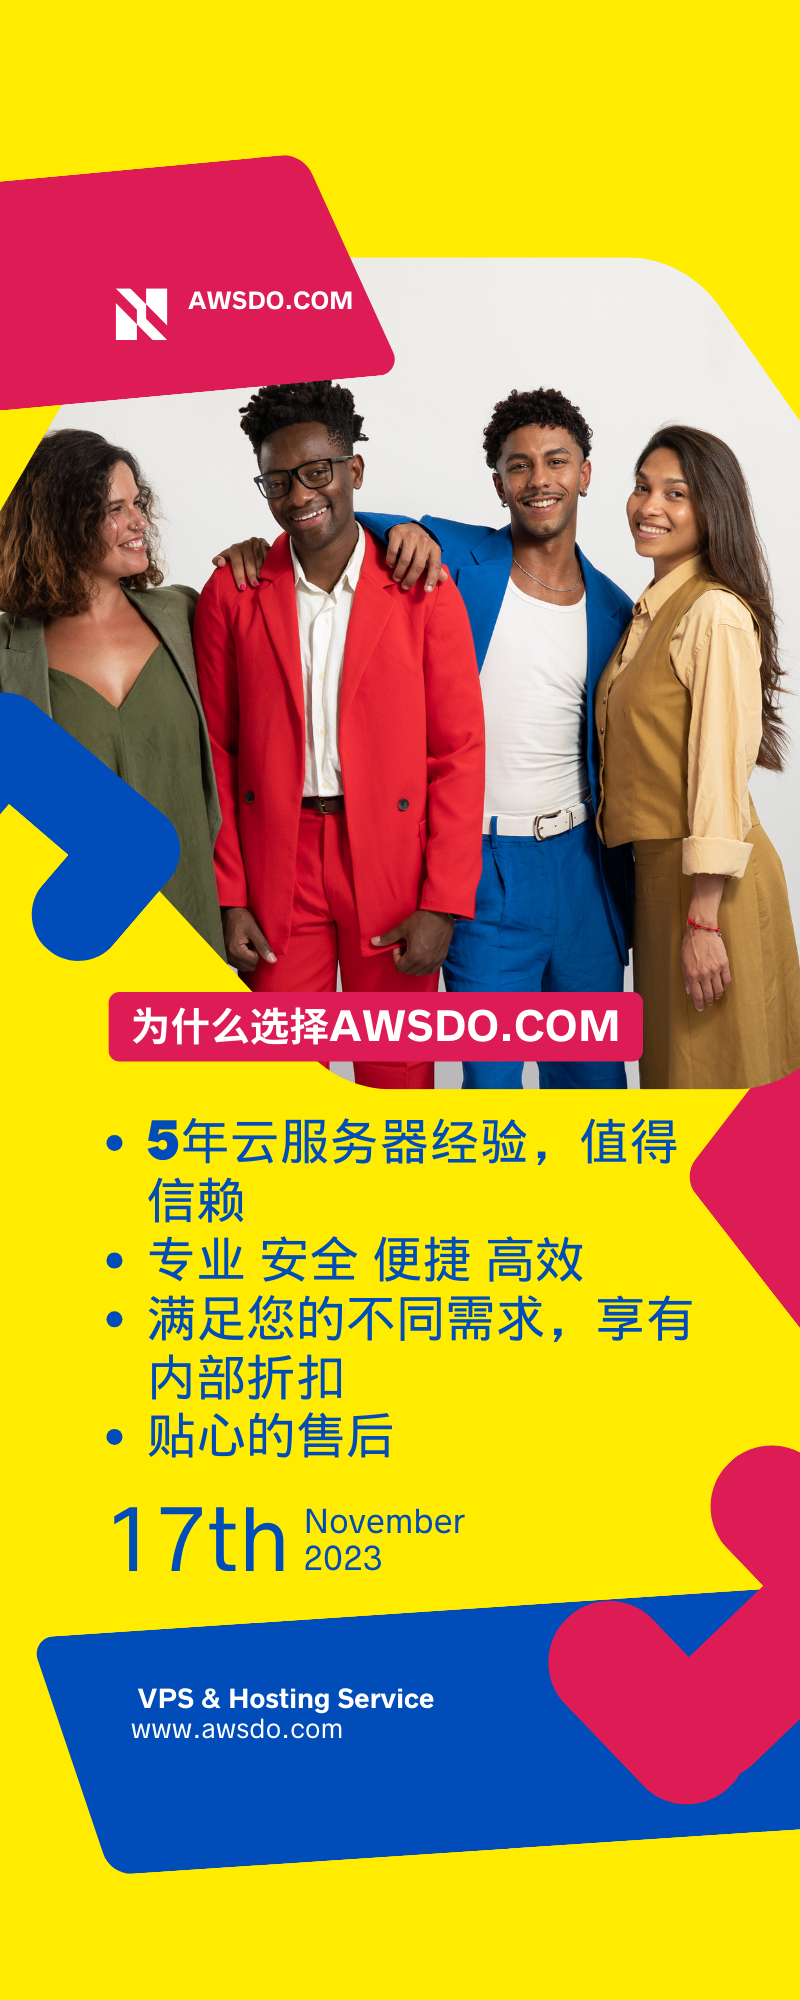 AWSDO.COM
为什么选择AWSDO.COM
5年云服务器经验，值得
信赖
专业 安全 便捷 高效
满足您的不同需求，享有
内部折扣
贴心的售后
17th
November
2023
VPS & Hosting Service
www.awsdo.com